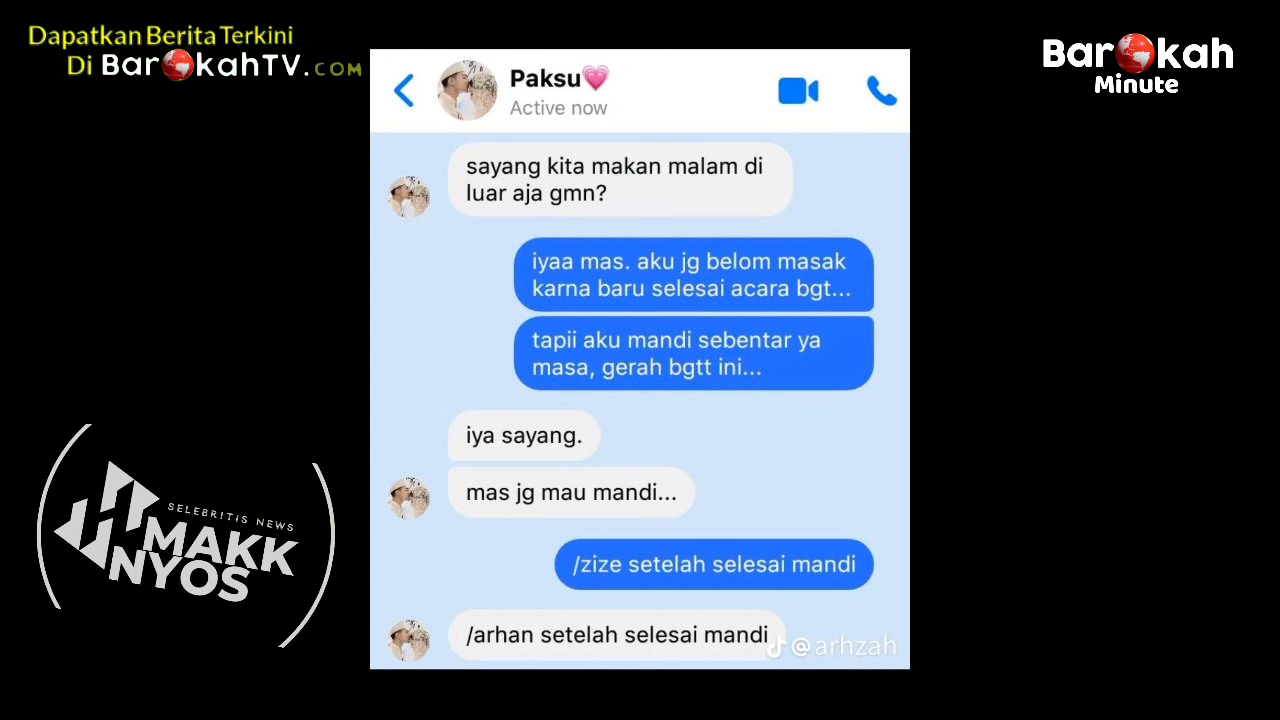 Dapatkan Berita Terkini
Di BarokahTV.COM
Barokah
Minute
Paksu
Active now
sayang kita makan malam di
luar aja gmn?
iyaa mas. aku jg belom masak
karna baru selesai acara bgt...
tapii aku mandi sebentar ya
masa, gerah bgtt ini...
iya sayang.
mas jg mau mandi...
/zize setelah selesai mandi
/arhan setelah selesai mandi
@arhzah
SELEBRITIS NEWS
MAKK
NYOS